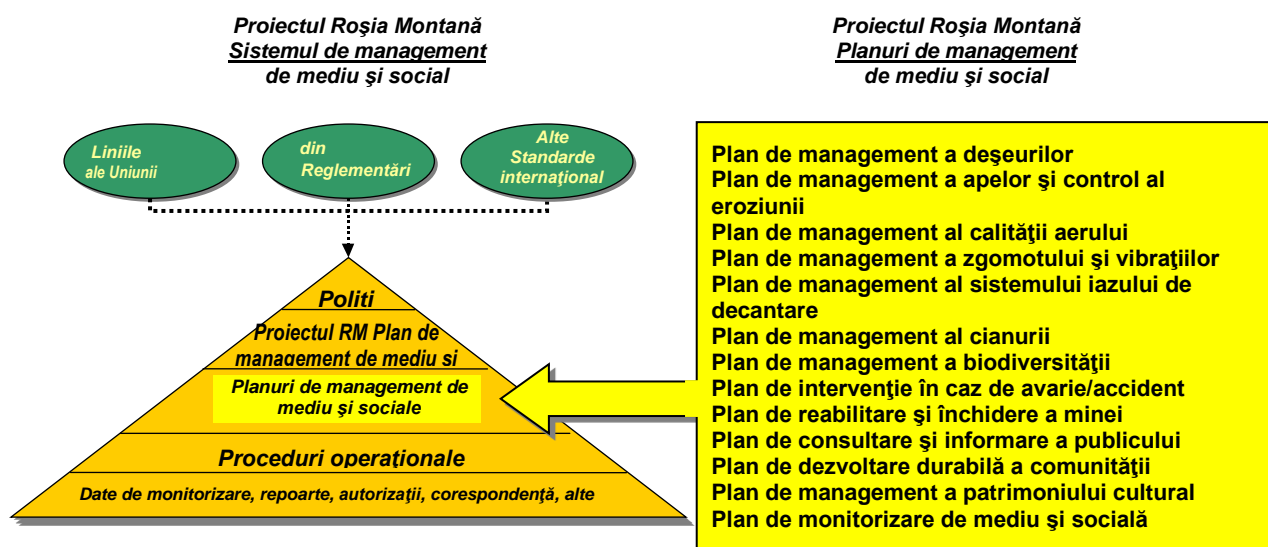 Proiectul Roşia Montană
Sistemul de management
de mediu şi social
Proiectul Roşia Montană
Planuri de management
de mediu şi social
Liniile
ale Uniunii
din
Reglementări
Alte
Standarde
internaţional
Politi
Proiectul RM Plan de
management de mediu si
Planuri de management de
mediu şi sociale
Proceduri operaţionale
Date de monitorizare, repoarte, autorizaţii, corespondenţă, alte
Plan de management a deşeurilor
Plan de management a apelor şi control al
eroziunii
Plan de management al calităţii aerului
Plan de management a zgomotului şi vibraţiilor
Plan de management al sistemului iazului de
decantare
Plan de management al cianurii
Plan de management a biodiversităţii
Plan de intervenţie în caz de avarie/accident
Plan de reabilitare şi închidere a minei
Plan de consultare şi informare a publicului
Plan de dezvoltare durabilă a comunităţii
Plan de management a patrimoniului cultural
Plan de monitorizare de mediu şi socială